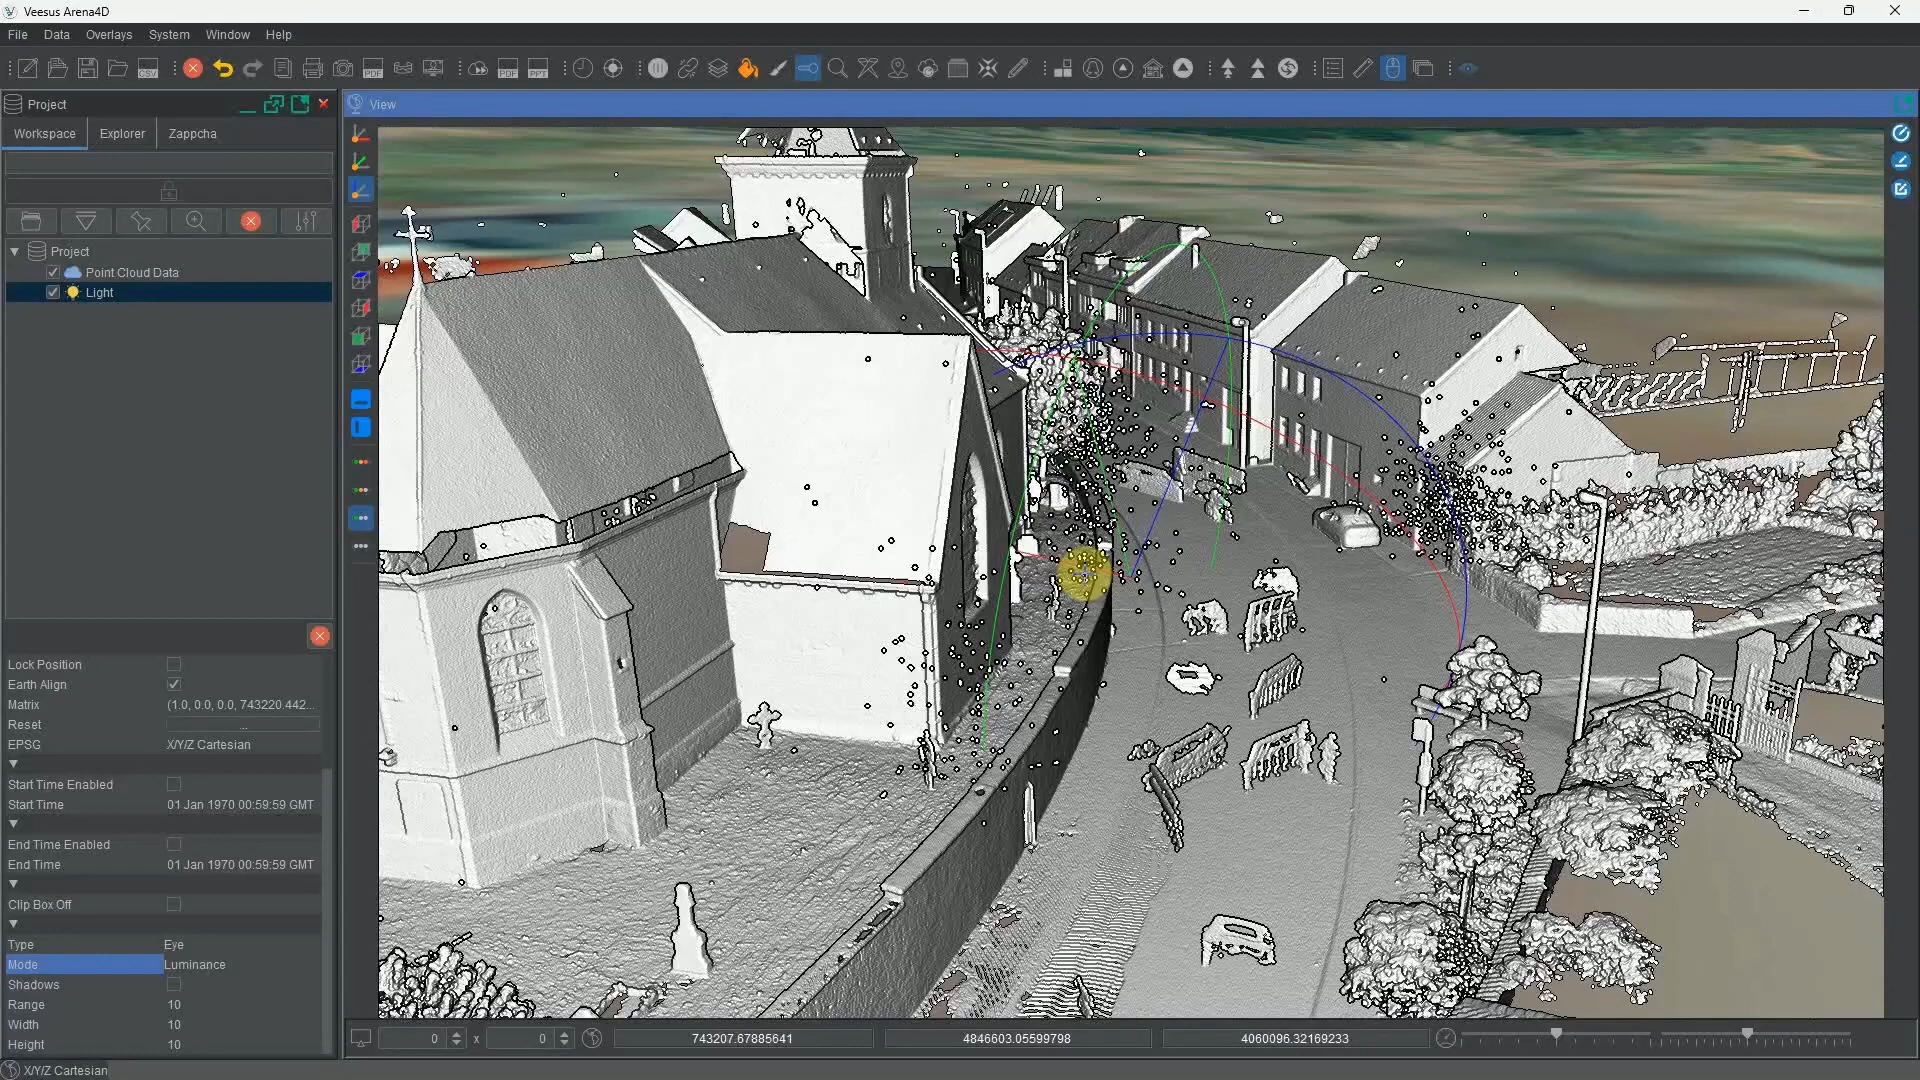 Veesus Arena4D
File Data Overlays System Window Help
CSV PDF PDF PPT
Project
View
Workspace Explorer Zappcha
Project
Point Cloud Data
Light
Lock Position
Earth Align
Matrix (1.0, 0.0, 0.0, 743220.442...
Reset ...
EPSG X/Y/Z Cartesian
Start Time Enabled
Start Time 01 Jan 1970 00:59:59 GMT
End Time Enabled
End Time 01 Jan 1970 00:59:59 GMT
Clip Box Off
Type Eye
Mode Luminance
Shadows
Range 10
Width 10
Height 10
0 x 0 743207.67885641 4846603.05599798 4060096.32169233
X/Y/Z Cartesian